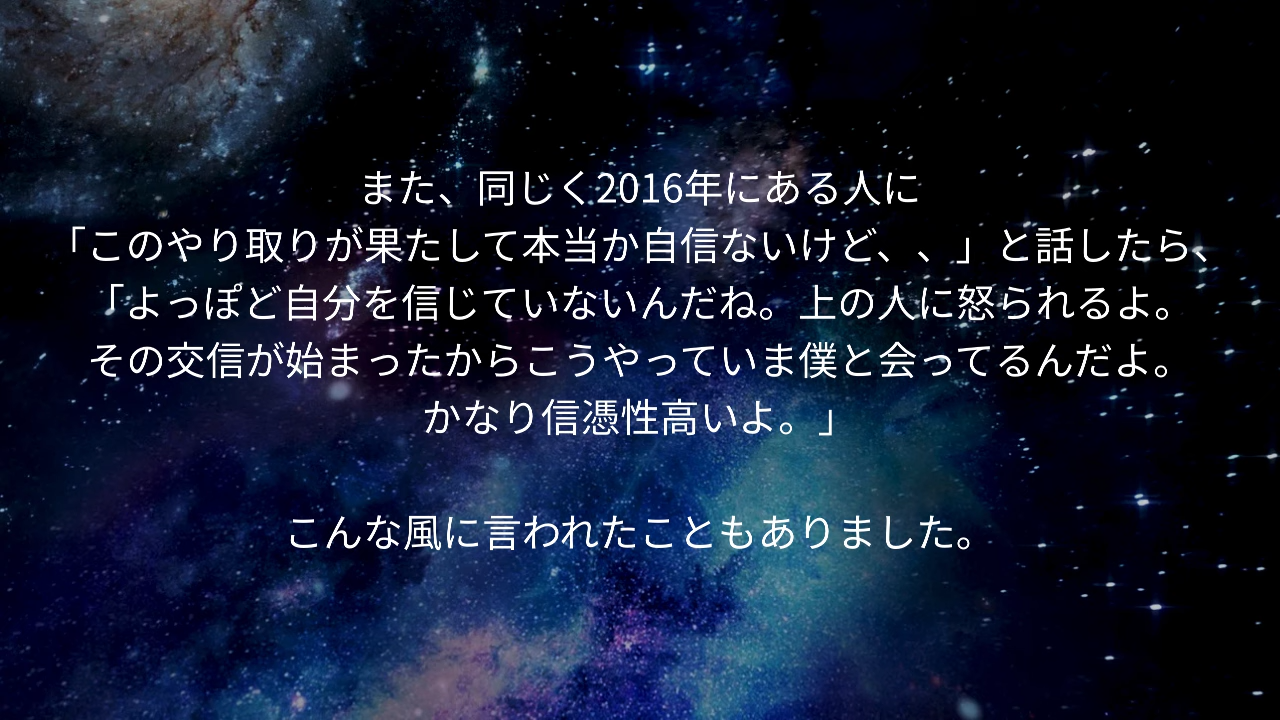 また、同じく2016年にある人に
「このやり取りが果たして本当か自信ないけど、、」と話したら、
「よっぽど自分を信じていないんだね。上の人に怒られるよ。
その交信が始まったからこうやっていま僕と会ってるんだよ。
かなり信憑性高いよ。」
こんな風に言われたこともありました。